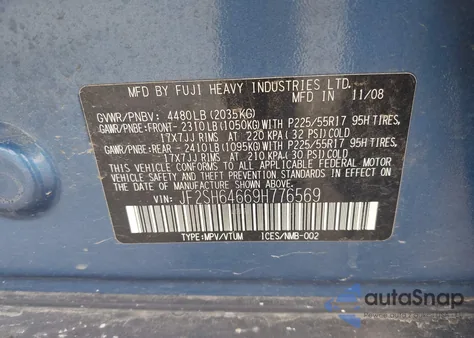 MFD BY FUJI HEAVY INDUSTRIES LTD.
MFD IN 11/08
GVWR/PNBV: 4480LB (2035KG)
GAWR/PNBE:FRONT- 2310LB(1050KG)WITH P225/55R17 95H TIRES,
17X7JJ RIMS AT 220 KPA( 32 PSI)COLD
GAWR/PNBE:REAR - 2410LB(1095KG)WITH P225/55R17 95H TIRES,
17X7JJ RIMS AT 210 KPA( 30 PSI)COLD
THIS VEHICLE CONFORMS TO ALL APPLICABLE FEDERAL MOTOR
VEHICLE SAFETY STANDARDS IN EFFECT ON THE DATE OF
MANUFACTURE SHOWN ABOVE.
VIN: JF2SH64669H776569
TYPE:MPV/VTUM ICES/NMB-002
autaSnap